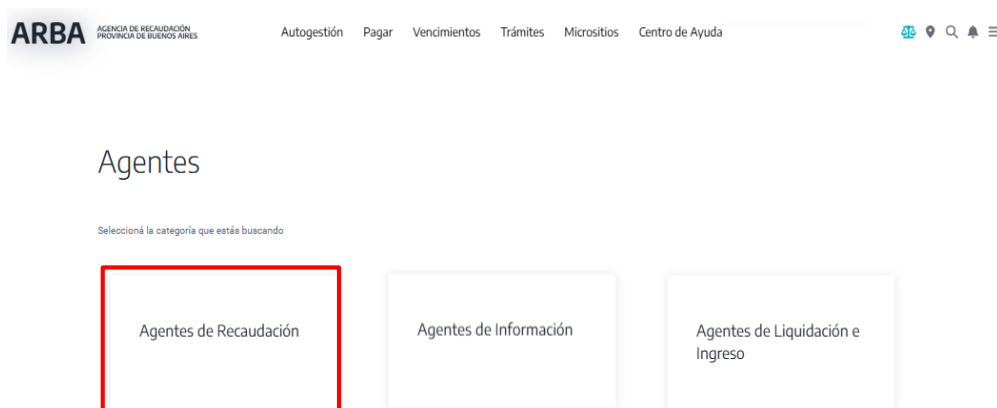 ARBA AGENCIA DE RECAUDACIÓN
PROVINCIA DE BUENOS AIRES
Autogestión Pagar Vencimientos Trámites Micrositios Centro de Ayuda
Agentes
Seleccioná la categoría que estás buscando
Agentes de Recaudación
Agentes de Información
Agentes de Liquidación e
Ingreso